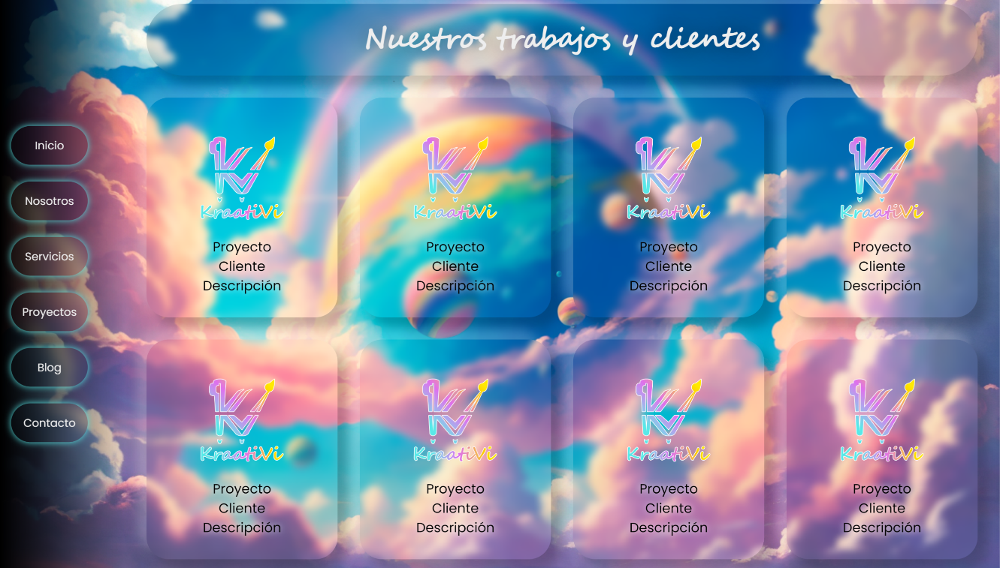 Nuestros trabajos y clientes
Inicio
Nosotros
Servicios
Proyectos
Blog
Contacto
KraatiVi
Proyecto
Cliente
Descripción
KraatiVi
Proyecto
Cliente
Descripción
KraatiVi
Proyecto
Cliente
Descripción
KraatiVi
Proyecto
Cliente
Descripción
KraatiVi
Proyecto
Cliente
Descripción
KraatiVi
Proyecto
Cliente
Descripción
KraatiVi
Proyecto
Cliente
Descripción
KraatiVi
Proyecto
Cliente
Descripción